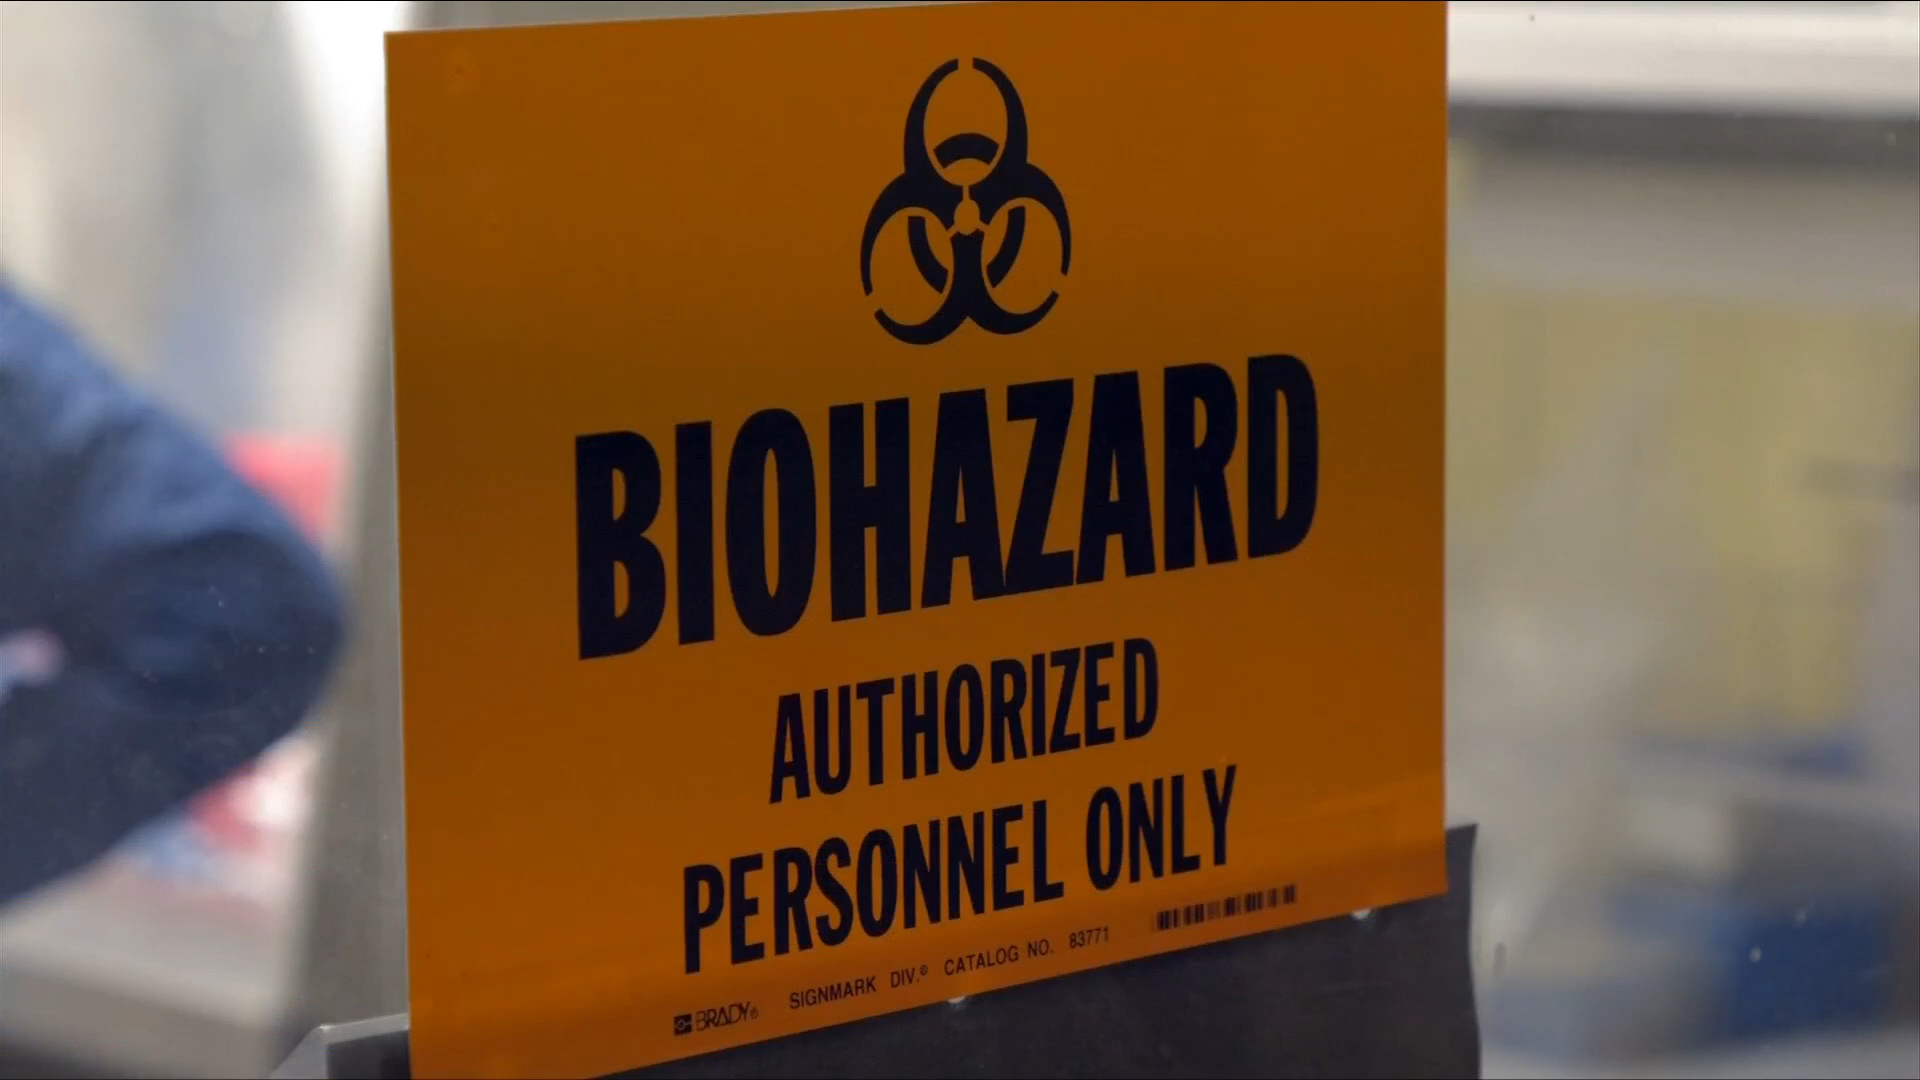 BIOHAZARD
AUTHORIZED
PERSONNEL ONLY
BRADY® SIGNMARK DIV.® CATALOG NO. 83771